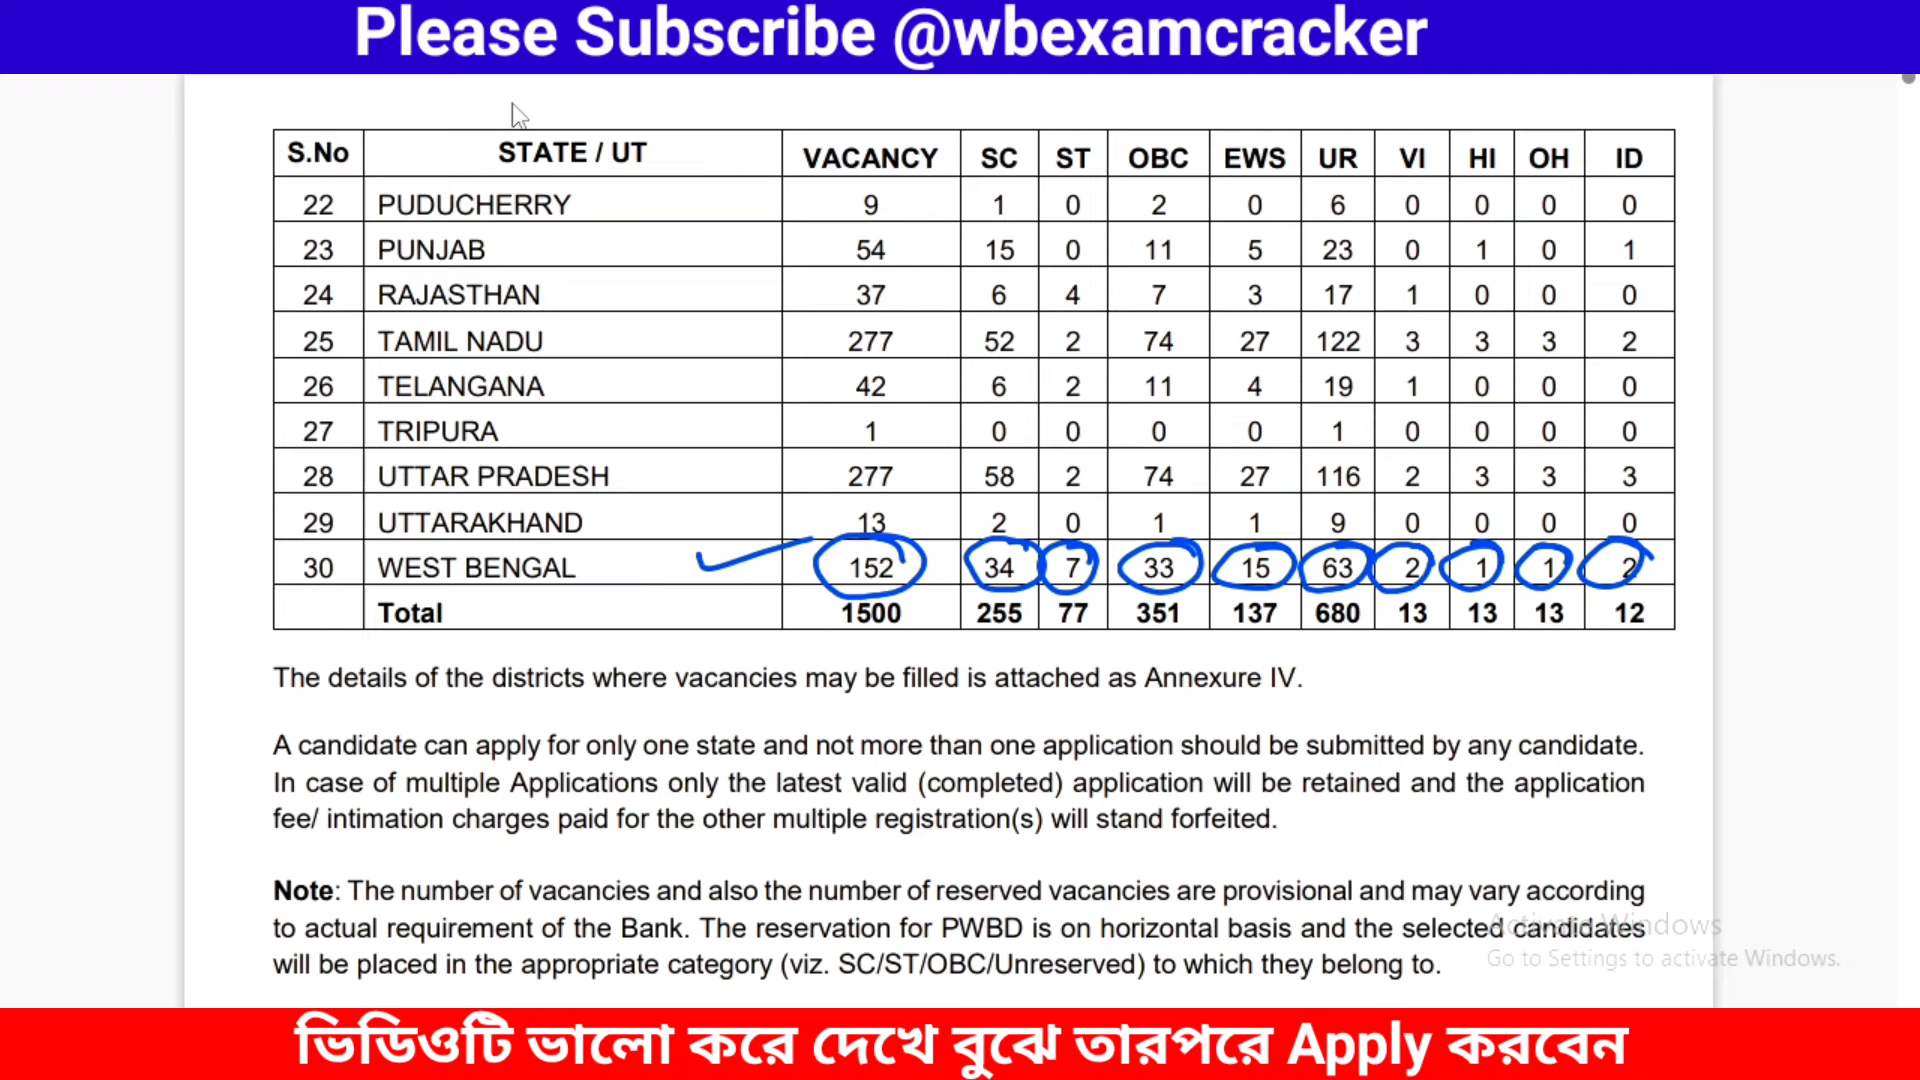 Please Subscribe @wbexamcracker
S.No STATE / UT VACANCY SC ST OBC EWS UR VI HI OH ID
22 PUDUCHERRY 9 1 0 2 0 6 0 0 0 0
23 PUNJAB 54 15 0 11 5 23 0 1 0 1
24 RAJASTHAN 37 6 4 7 3 17 1 0 0 0
25 TAMIL NADU 277 52 2 74 27 122 3 3 3 2
26 TELANGANA 42 6 2 11 4 19 1 0 0 0
27 TRIPURA 1 0 0 0 0 1 0 0 0 0
28 UTTAR PRADESH 277 58 2 74 27 116 2 3 3 3
29 UTTARAKHAND 13 2 0 1 1 9 0 0 0 0
30 WEST BENGAL 152 34 7 33 15 63 2 1 1 2
Total 1500 255 77 351 137 680 13 13 13 12
The details of the districts where vacancies may be filled is attached as Annexure IV.
A candidate can apply for only one state and not more than one application should be submitted by any candidate.
In case of multiple Applications only the latest valid (completed) application will be retained and the application
fee/ intimation charges paid for the other multiple registration(s) will stand forfeited.
Note: The number of vacancies and also the number of reserved vacancies are provisional and may vary according
to actual requirement of the Bank. The reservation for PWBD is on horizontal basis and the selected candidates
will be placed in the appropriate category (viz. SC/ST/OBC/Unreserved) to which they belong to.
Activate Windows
Go to Settings to activate Windows.
ভিডিওটি ভালো করে দেখে বুঝে তারপরে Apply করবেন